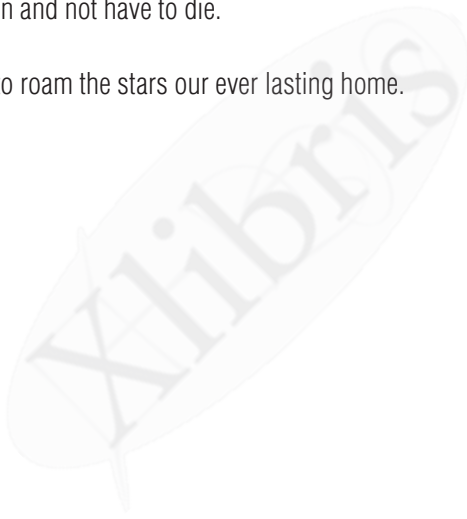 n and not have to die.
o roam the stars our ever lasting home.
Xlibris